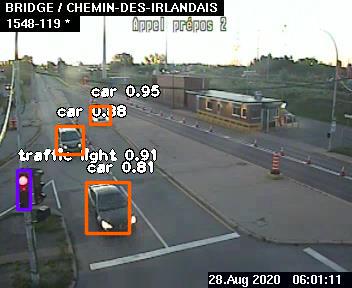 BRIDGE / CHEMIN-DES-IRLANDAIS
1548-119 *
Appel prépos 2
car 0.95
car 0.88
traffic light 0.91
car 0.81
28.Aug 2020 06:01:11